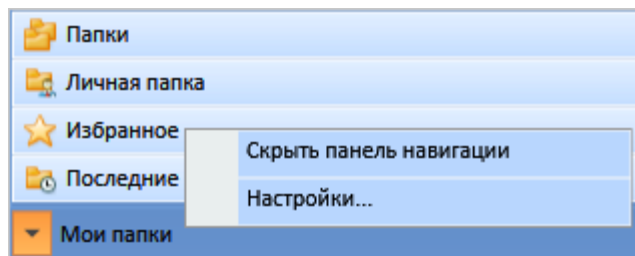 Папки
Личная папка
Избранное
Скрыть панель навигации
Последние
Настройки...
Мои папки